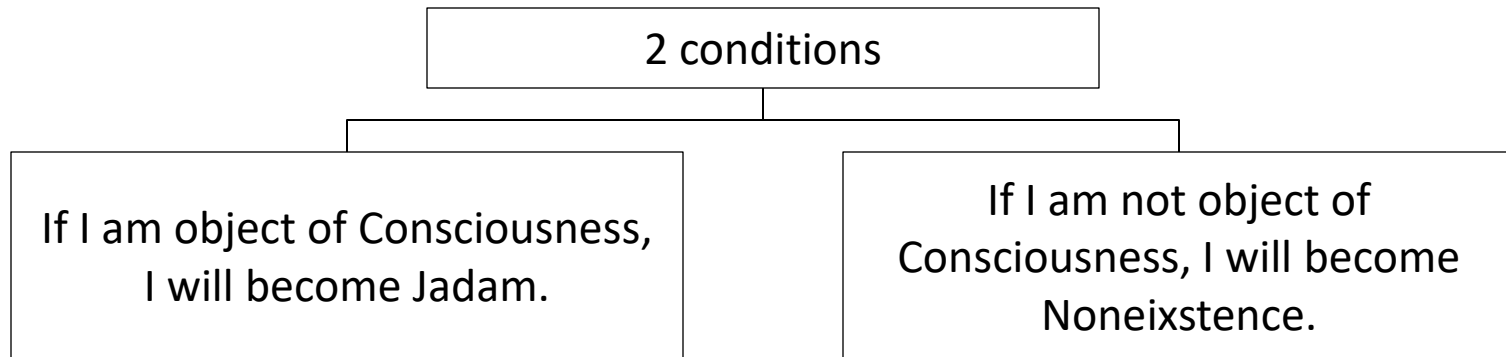 2 conditions
If I am object of Consciousness,
I will become Jadam.
If I am not object of
Consciousness, I will become
Noneixstence.